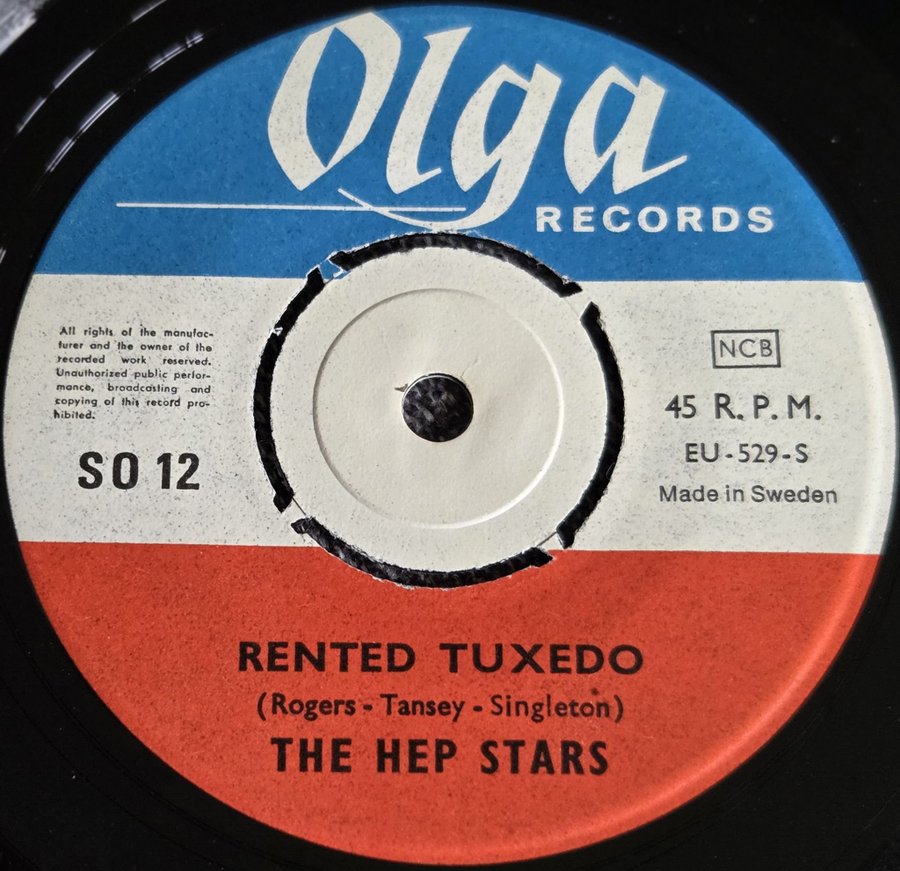 Olga
RECORDS
All rights of the manufac-
turer and the owner of the
recorded work reserved.
Unauthorized public perfor-
mance, broadcasting and
copying of this record pro-
hibited.
SO 12
NCB
45 R.P.M.
EU-529-S
Made in Sweden
RENTED TUXEDO
(Rogers - Tansey - Singleton)
THE HEP STARS